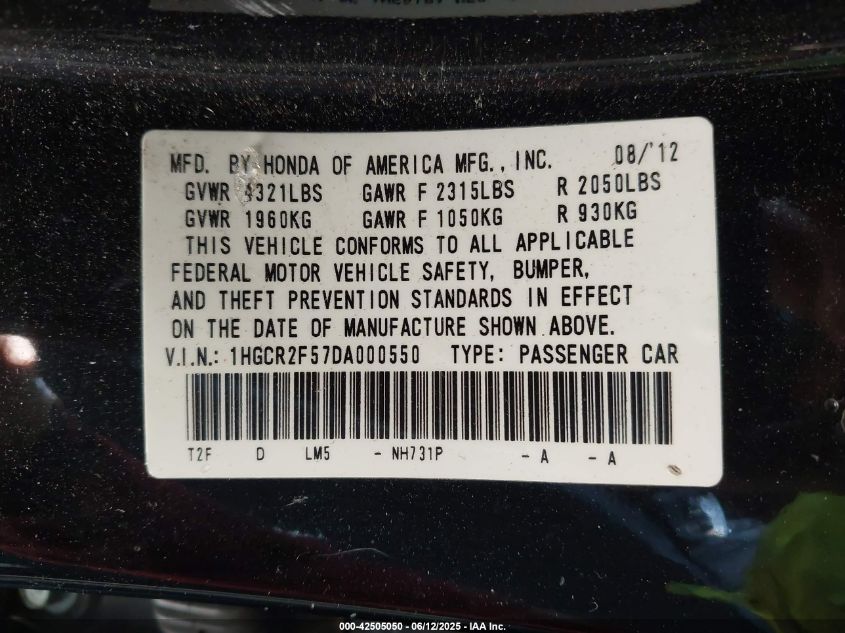 MFD. BY HONDA OF AMERICA MFG., INC. 08/'12
GVWR 4321LBS GAWR F 2315LBS R 2050LBS
GVWR 1960KG GAWR F 1050KG R 930KG
THIS VEHICLE CONFORMS TO ALL APPLICABLE
FEDERAL MOTOR VEHICLE SAFETY, BUMPER,
AND THEFT PREVENTION STANDARDS IN EFFECT
ON THE DATE OF MANUFACTURE SHOWN ABOVE.
V.I.N.: 1HGCR2F57DA000550 TYPE: PASSENGER CAR
T2F D LM5 - NH731P - A - A
000-42505050 - 06/12/2025 - IAA Inc.